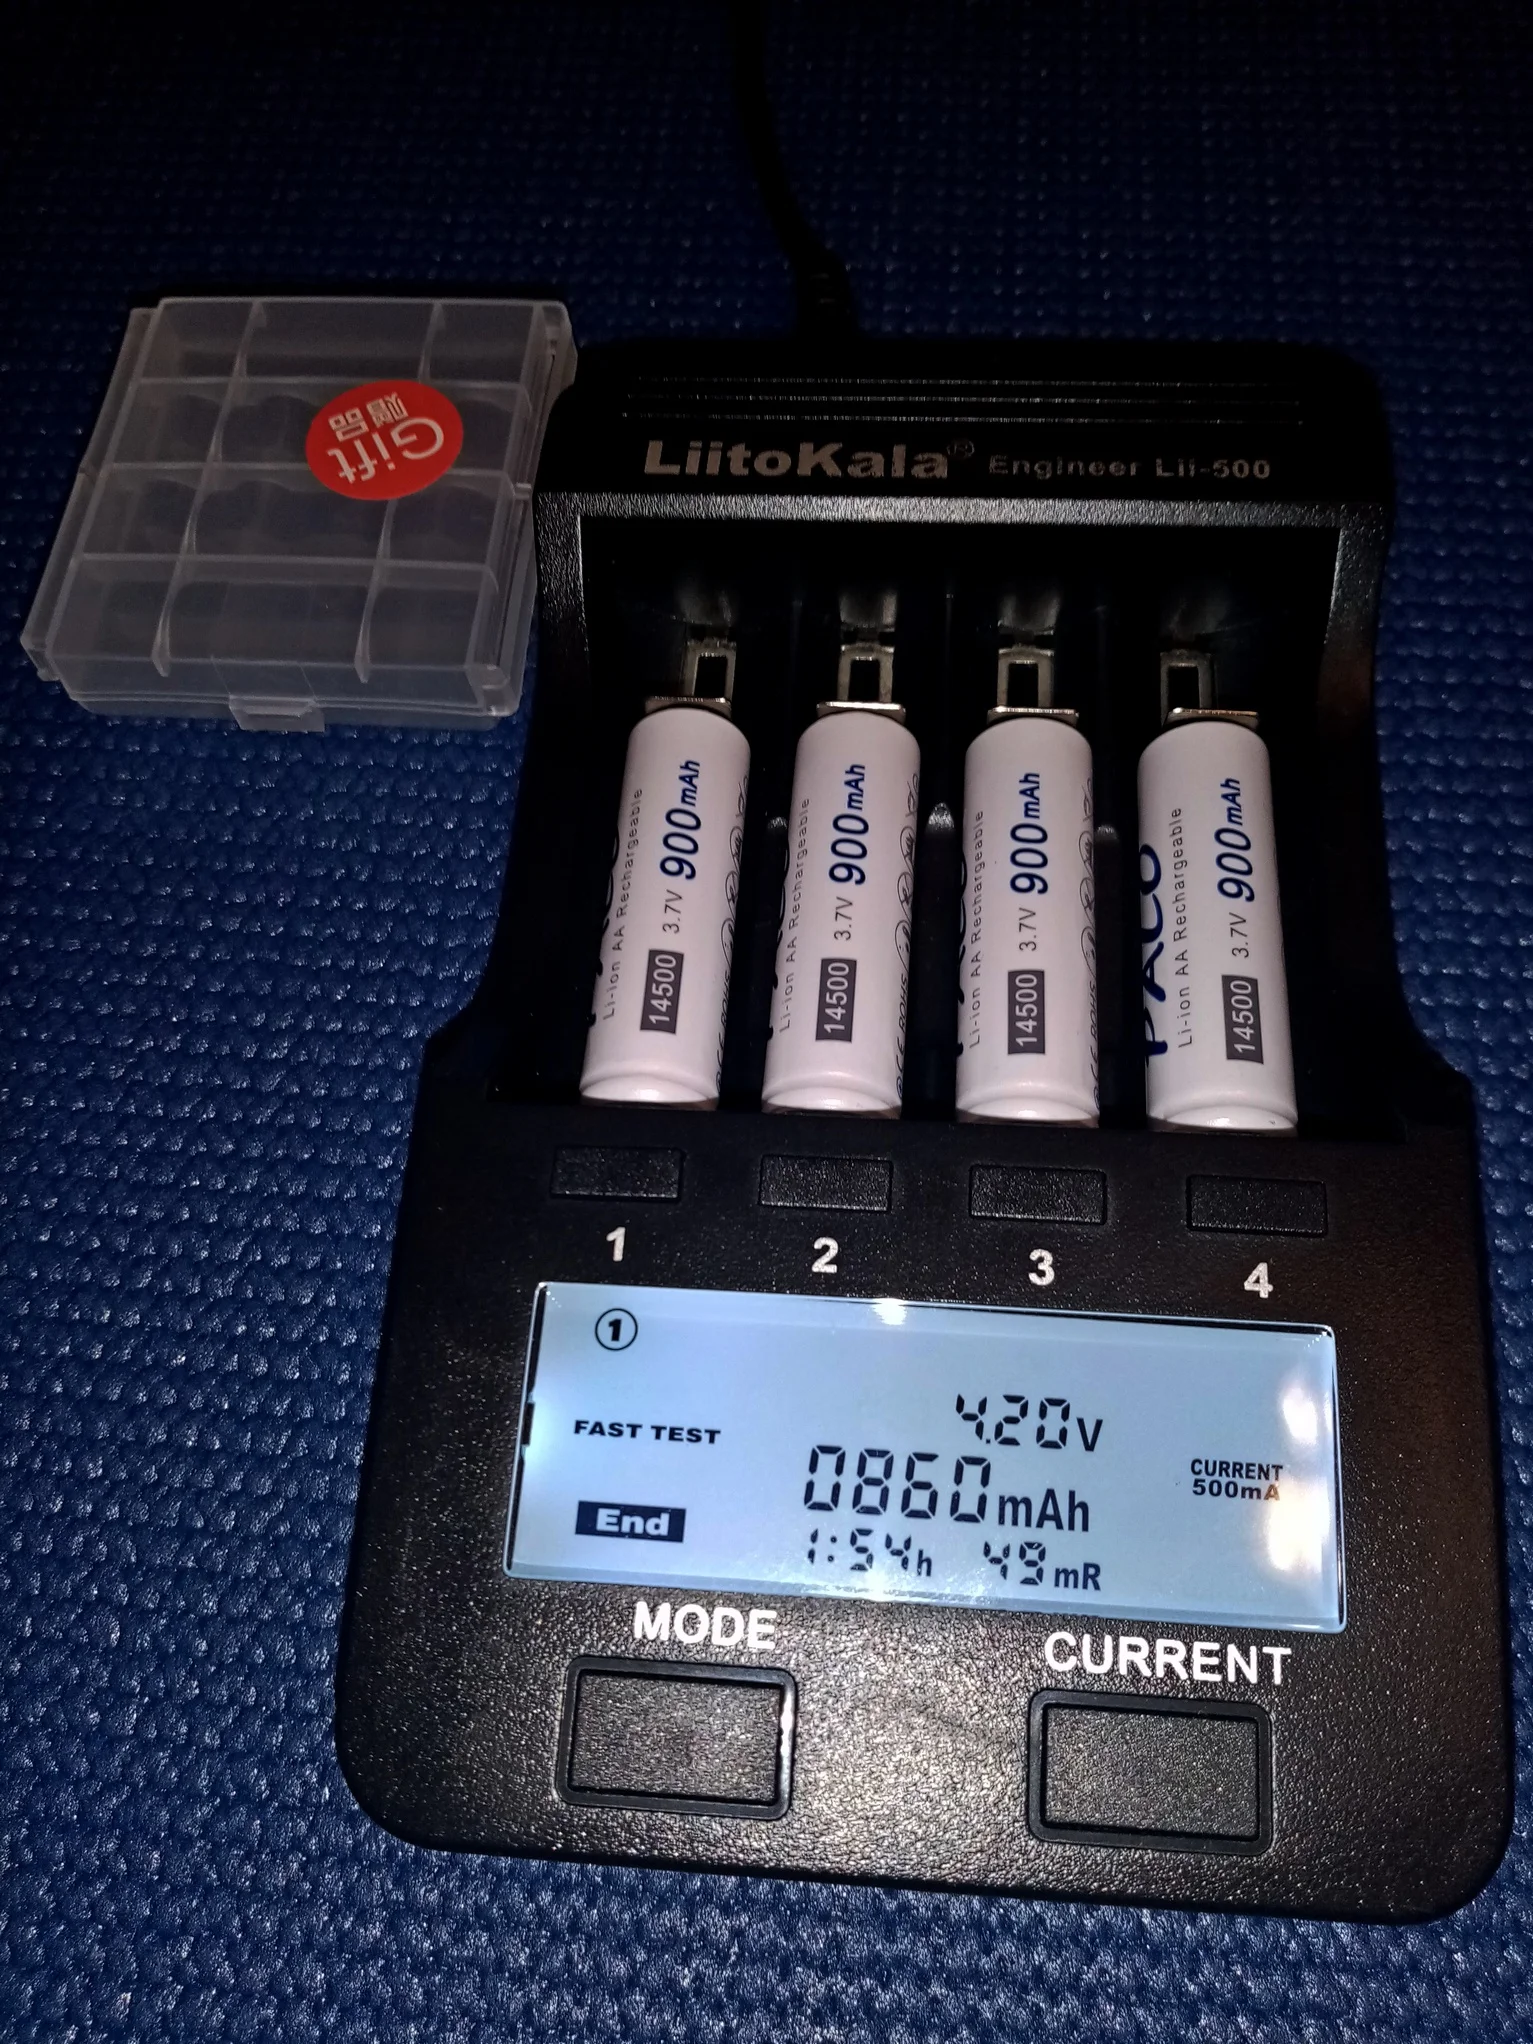 Gift
禮品
LiitoKala® Engineer Lii-500
Li-ion AA Rechargeable
14500 3.7V 900mAh
Li-ion AA Rechargeable
14500 3.7V 900mAh
Li-ion AA Rechargeable
14500 3.7V 900mAh
PACO
Li-ion AA Rechargeable
14500 3.7V 900mAh
1 2 3 4
①
4.20V
FAST TEST
0860mAh
CURRENT
500mA
End
1:54h 49mR
MODE CURRENT